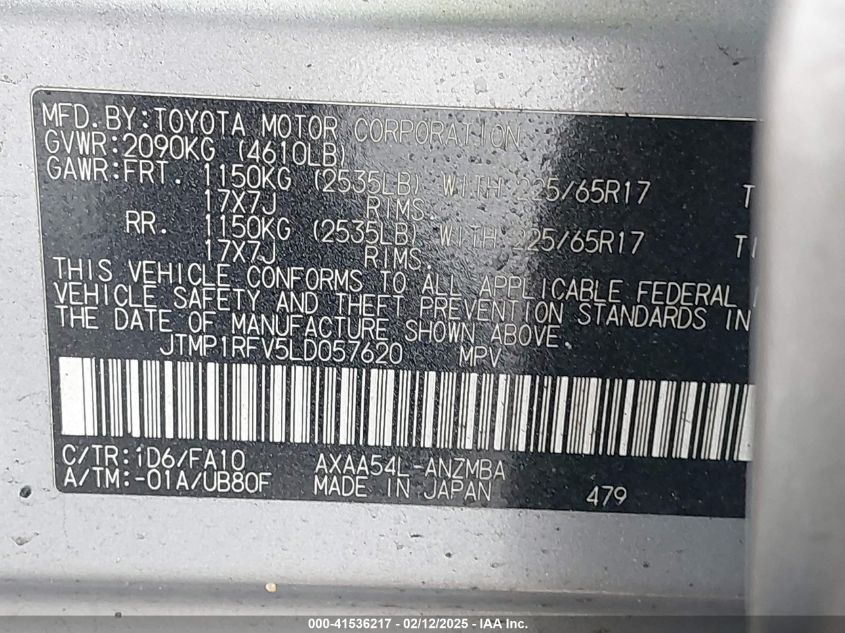 MFD.BY:TOYOTA MOTOR CORPORATION
GVWR:2090KG (4610LB)
GAWR:FRT. 1150KG (2535LB) WITH 225/65R17 T
17X7J RIMS.
RR. 1150KG (2535LB) WITH 225/65R17 TI
17X7J RIMS.
THIS VEHICLE CONFORMS TO ALL APPLICABLE FEDERAL
VEHICLE SAFETY AND THEFT PREVENTION STANDARDS IN
THE DATE OF MANUFACTURE SHOWN ABOVE.
JTMP1RFV5LD057620 MPV
C/TR:1D6/FA10 AXAA54L-ANZMBA
A/TM:-01A/UB80F MADE IN JAPAN 479
000-41536217 - 02/12/2025 - IAA Inc.